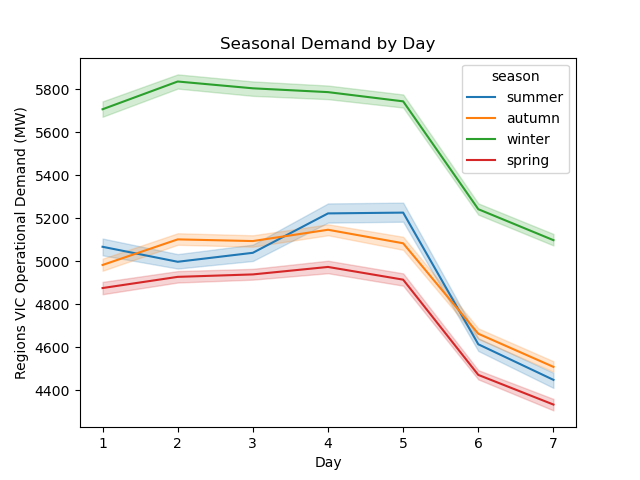 Seasonal Demand by Day
Regions VIC Operational Demand (MW)
5800
5600
5400
5200
5000
4800
4600
4400
season
summer
autumn
winter
spring
1 2 3 4 5 6 7
Day